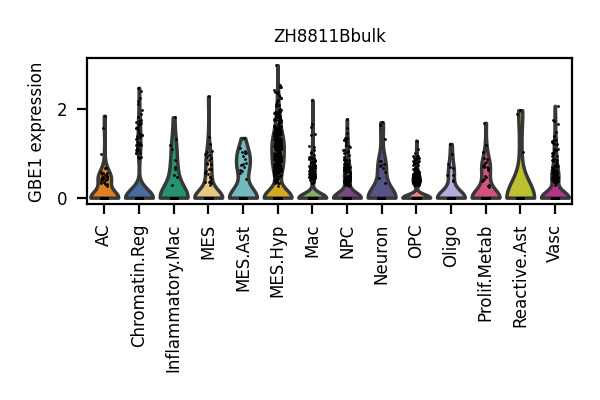 ZH8811Bbulk
GBE1 expression
2
0
AC
Chromatin.Reg
Inflammatory.Mac
MES
MES.Ast
MES.Hyp
Mac
NPC
Neuron
OPC
Oligo
Prolif.Metab
Reactive.Ast
Vasc